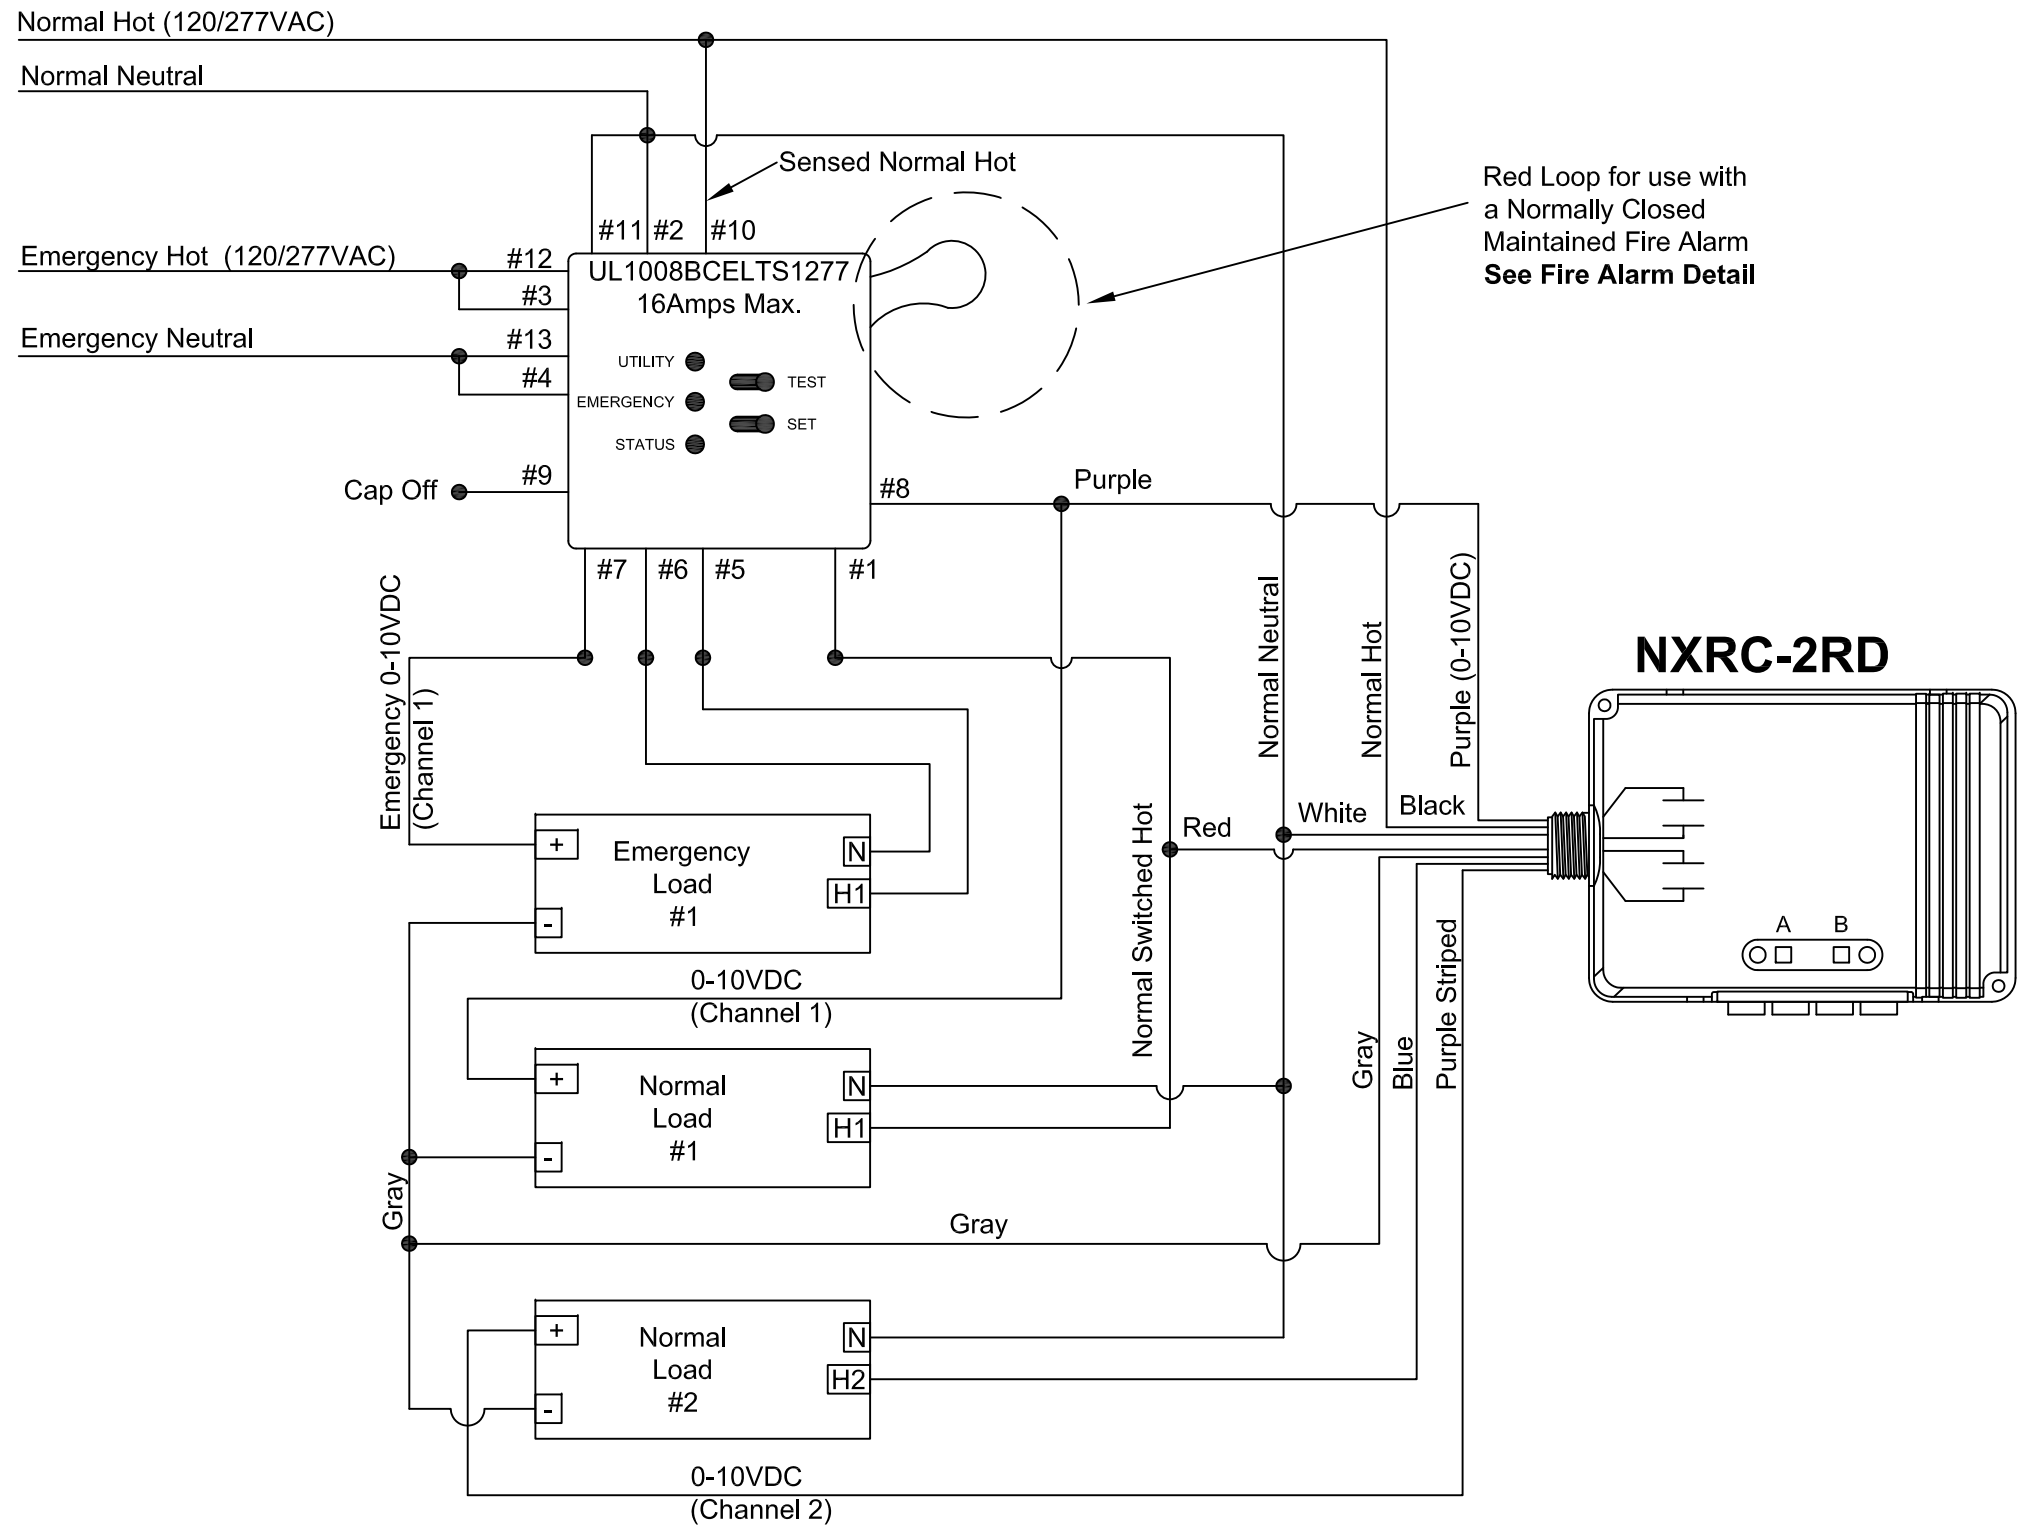 Normal Hot (120/277VAC)
Normal Neutral
Sensed Normal Hot
Red Loop for use with
a Normally Closed
Maintained Fire Alarm
See Fire Alarm Detail
#11 #2 #10
Emergency Hot (120/277VAC)
#12
#3
UL1008BCELTS1277
16Amps Max.
Emergency Neutral
#13
#4
UTILITY
TEST
EMERGENCY
SET
STATUS
Cap Off
#9
#8
Purple
#7 #6 #5 #1
Emergency 0-10VDC
(Channel 1)
Normal Neutral
Normal Hot
Purple (0-10VDC)
NXRC-2RD
Normal Switched Hot
Red
White
Black
+
Emergency
Load
#1
N
H1
-
A B
0-10VDC
(Channel 1)
Gray
Blue
Purple Striped
+
Normal
Load
#1
N
H1
-
Gray
Gray
+
Normal
Load
#2
N
H2
-
0-10VDC
(Channel 2)